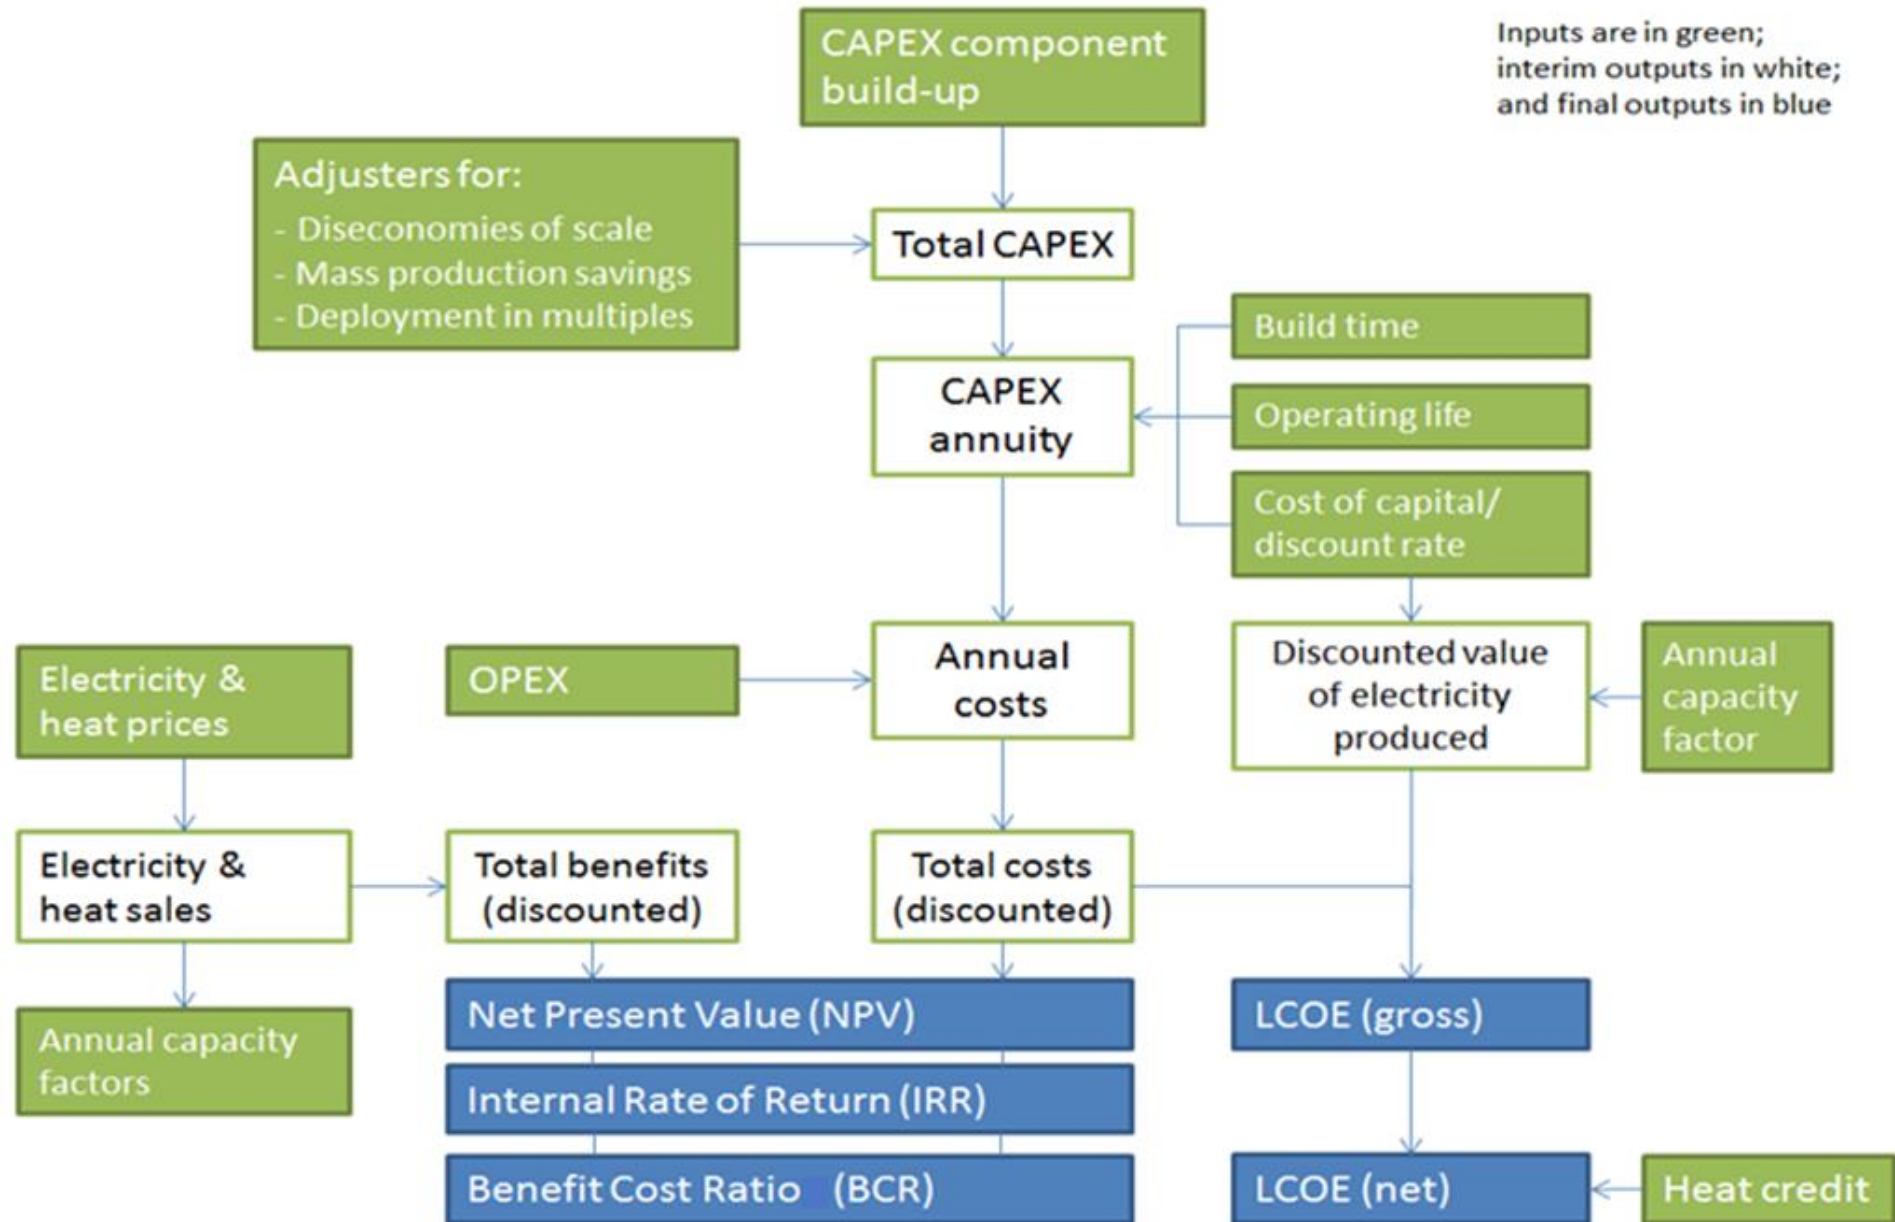 CAPEX component
build-up
Inputs are in green;
interim outputs in white;
and final outputs in blue
Adjusters for:
- Diseconomies of scale
- Mass production savings
- Deployment in multiples
Total CAPEX
Build time
CAPEX
annuity
Operating life
Cost of capital/
discount rate
Electricity &
heat prices
OPEX
Annual
costs
Discounted value
of electricity
produced
Annual
capacity
factor
Electricity &
heat sales
Total benefits
(discounted)
Total costs
(discounted)
Net Present Value (NPV)
LCOE (gross)
Annual capacity
factors
Internal Rate of Return (IRR)
Benefit Cost Ratio (BCR)
LCOE (net)
Heat credit